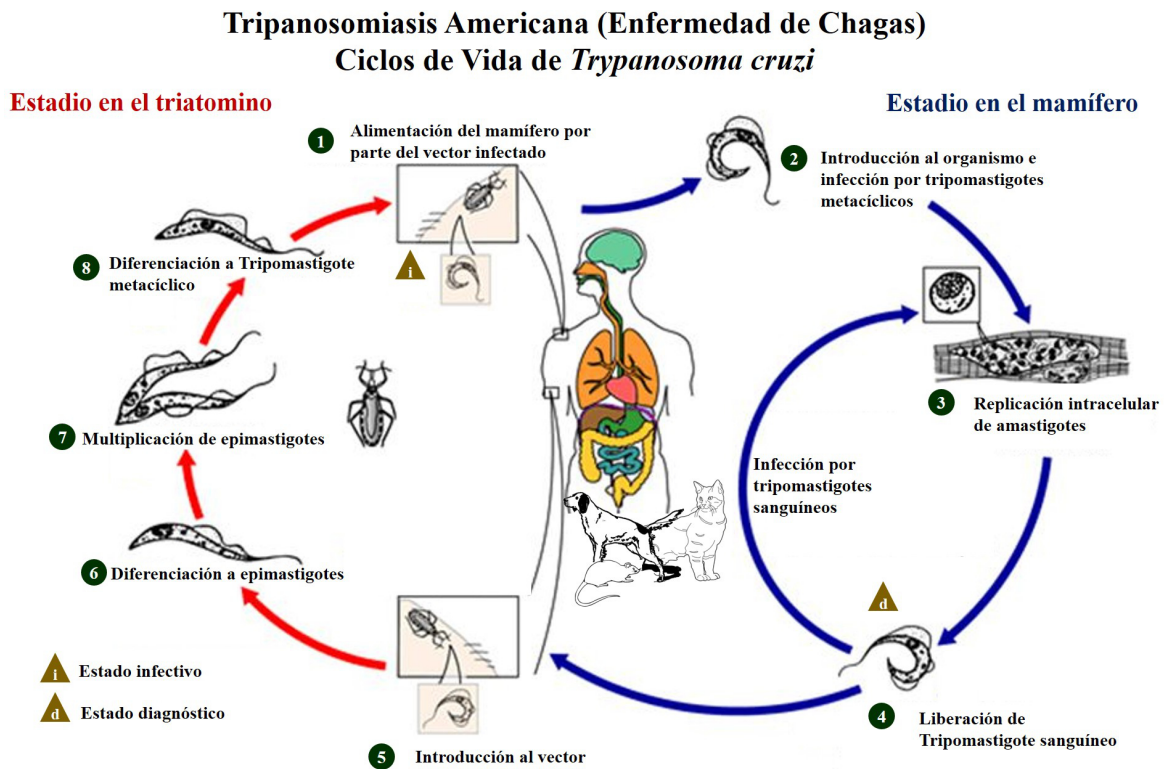 Tripanosomiasis Americana (Enfermedad de Chagas)
Ciclos de Vida de Trypanosoma cruzi
Estadio en el triatomino
Estadio en el mamífero
1
Alimentación del mamífero por
parte del vector infectado
i
2
Introducción al organismo e
infección por tripomastigotes
metacíclicos
3
Replicación intracelular
de amastigotes
Infección por
tripomastigotes
sanguíneos
d
4
Liberación de
Tripomastigote sanguíneo
5
Introducción al vector
6
Diferenciación a epimastigotes
7
Multiplicación de epimastigotes
8
Diferenciación a Tripomastigote
metacíclico
i
Estado infectivo
d
Estado diagnóstico